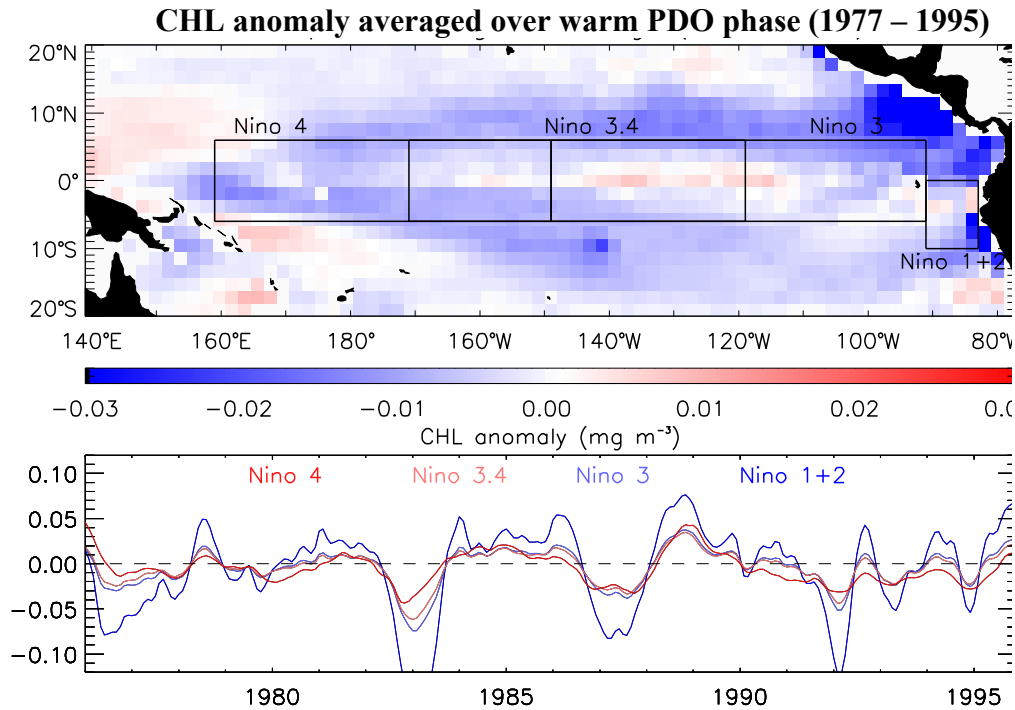 CHL anomaly averaged over warm PDO phase (1977 – 1995)
20°N
10°N
0°
10°S
20°S
Nino 4
Nino 3.4
Nino 3
Nino 1+2
140°E 160°E 180° 160°W 140°W 120°W 100°W 80°W
−0.03 −0.02 −0.01 0.00 0.01 0.02 0.0
CHL anomaly (mg m⁻³)
0.10
0.05
0.00
−0.05
−0.10
Nino 4 Nino 3.4 Nino 3 Nino 1+2
1980 1985 1990 1995